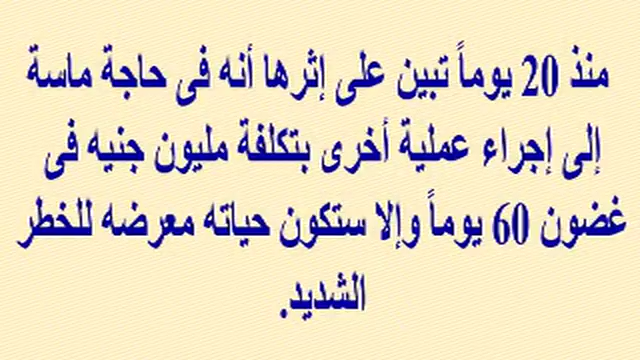 منذ 20 يوماً تبين على إثرها أنه فى حاجة ماسة
إلى إجراء عملية أخرى بتكلفة مليون جنيه فى
غضون 60 يوماً وإلا ستكون حياته معرضه للخطر
الشديد.